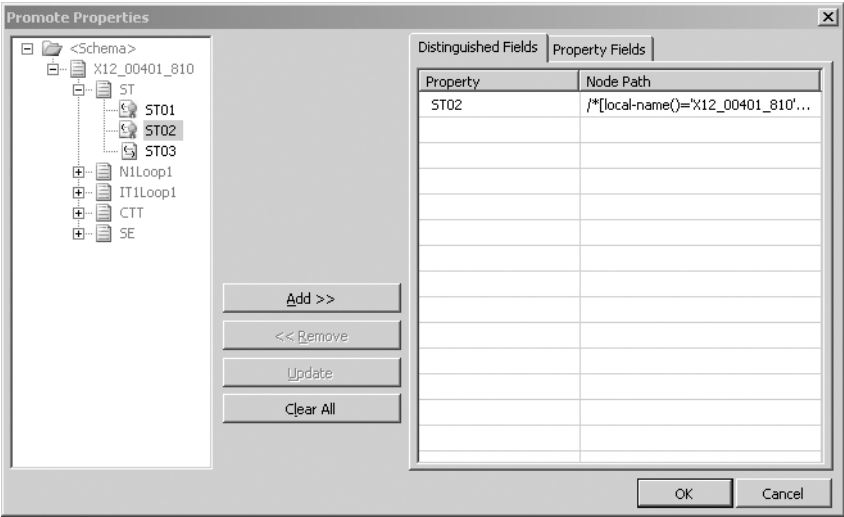 Promote Properties
<Schema>
X12_00401_810
ST
ST01
ST02
ST03
N1Loop1
IT1Loop1
CTT
SE
Add >>
<< Remove
Update
Clear All
Distinguished Fields
Property Fields
Property
Node Path
ST02
/*[local-name()='X12_00401_810'...
OK
Cancel